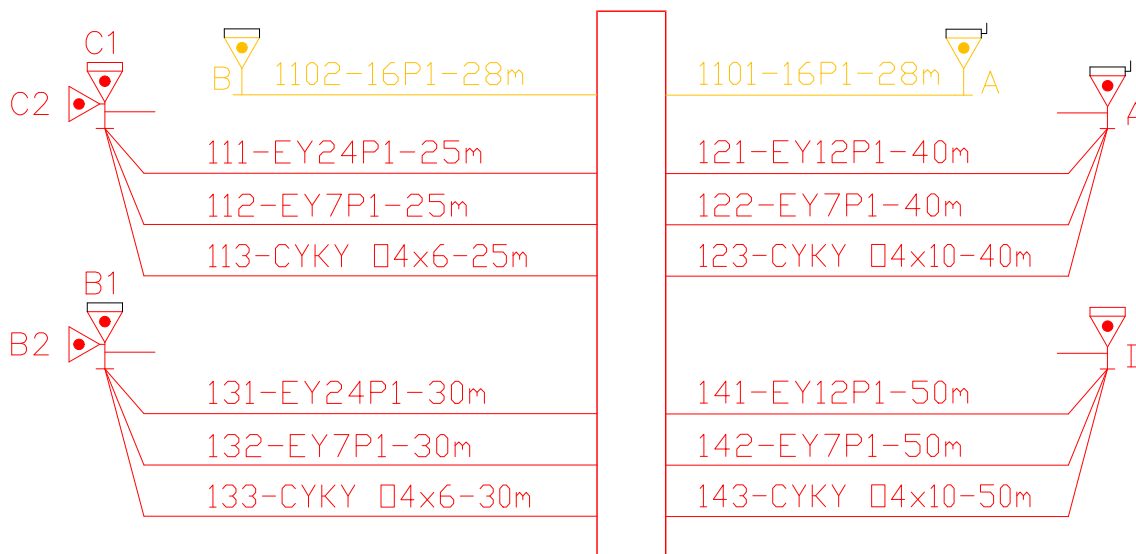 C1
B 1102-16P1-28m
1101-16P1-28m A
C2
A
111-EY24P1-25m
121-EY12P1-40m
112-EY7P1-25m
122-EY7P1-40m
113-CYKY □4x6-25m
123-CYKY □4x10-40m
B1
B2
131-EY24P1-30m
141-EY12P1-50m
132-EY7P1-30m
142-EY7P1-50m
133-CYKY □4x6-30m
143-CYKY □4x10-50m